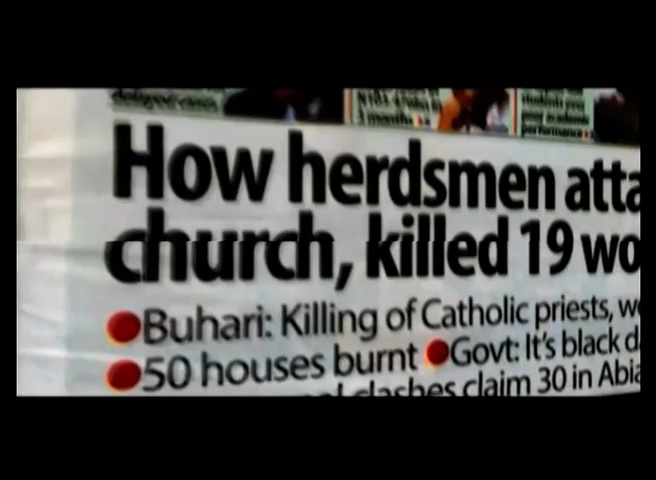 How herdsmen atta
church, killed 19 wo
Buhari: Killing of Catholic priests, w
50 houses burnt Govt: It's black d
clashes claim 30 in Abia